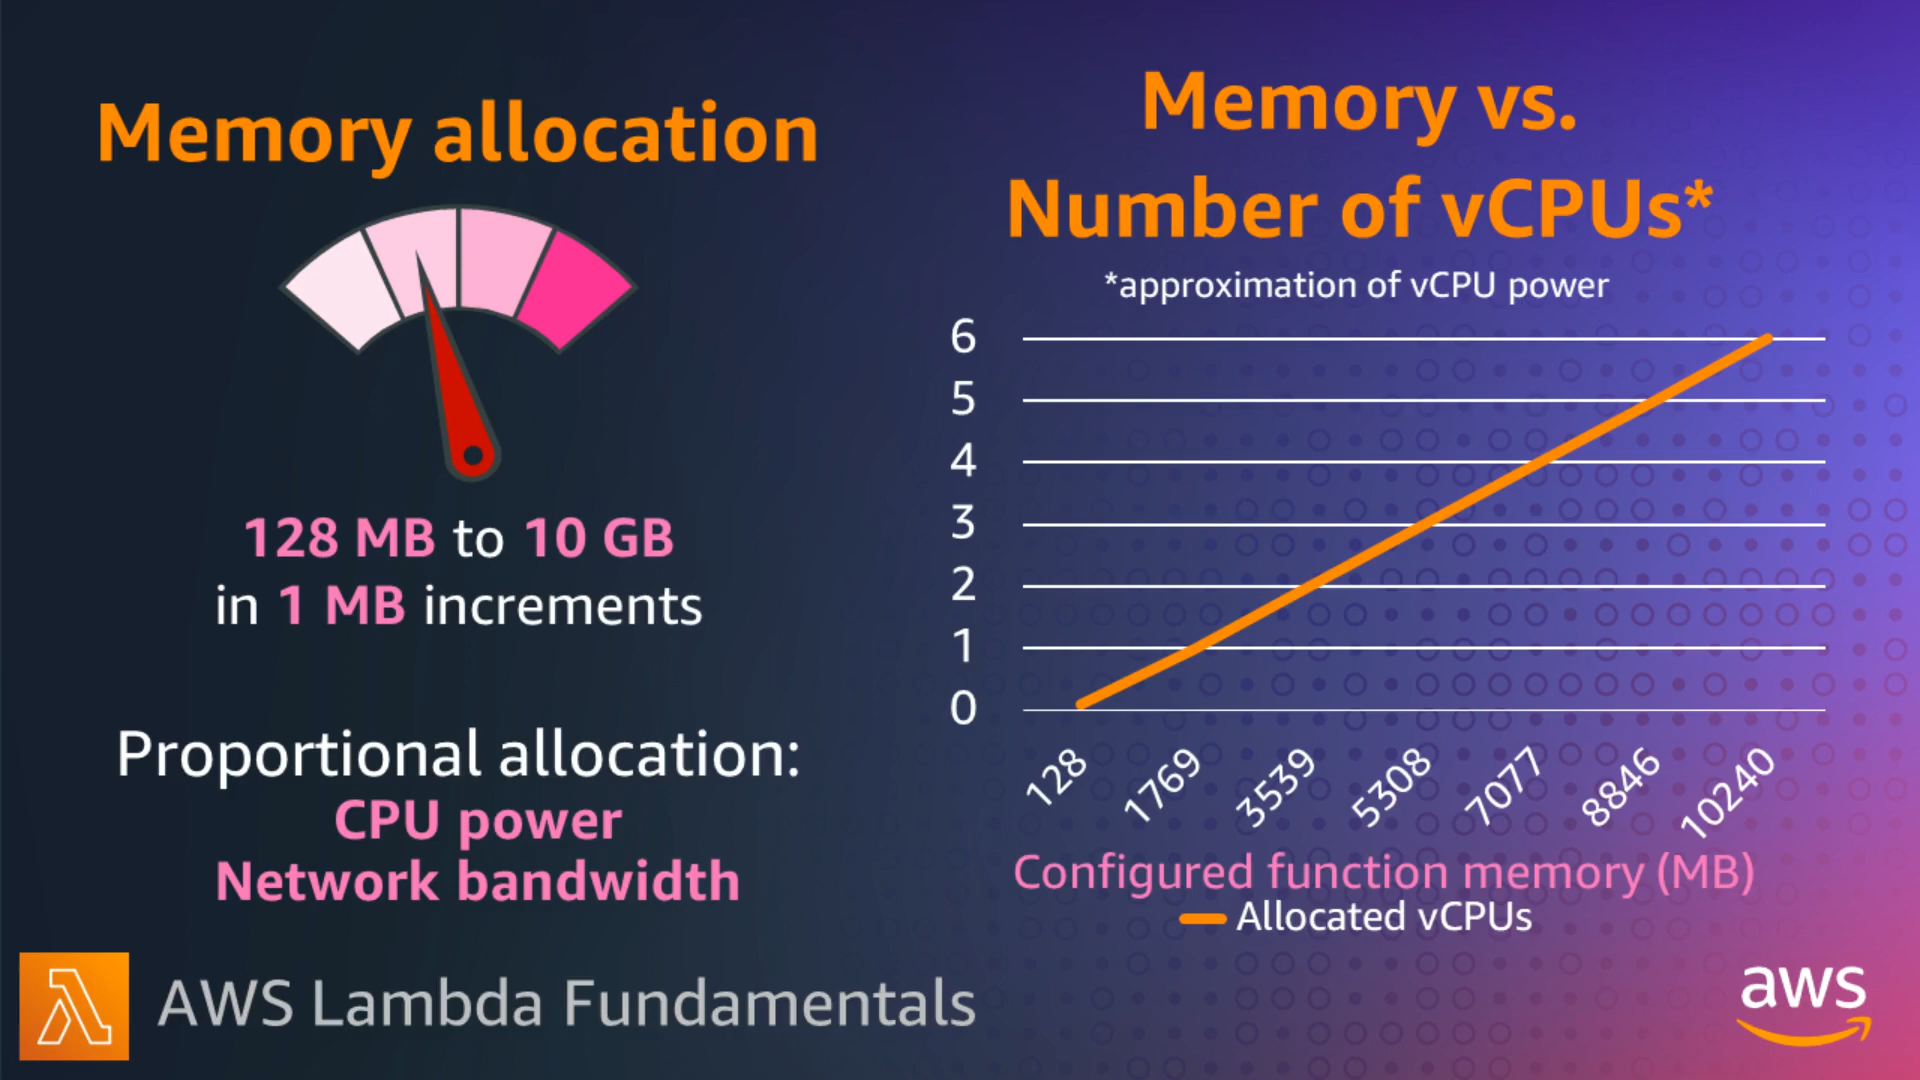 Memory allocation
128 MB to 10 GB
in 1 MB increments
Proportional allocation:
CPU power
Network bandwidth
Memory vs.
Number of vCPUs*
*approximation of vCPU power
6
5
4
3
2
1
0
128
1769
3539
5308
7077
8846
10240
Configured function memory (MB)
Allocated vCPUs
AWS Lambda Fundamentals
aws